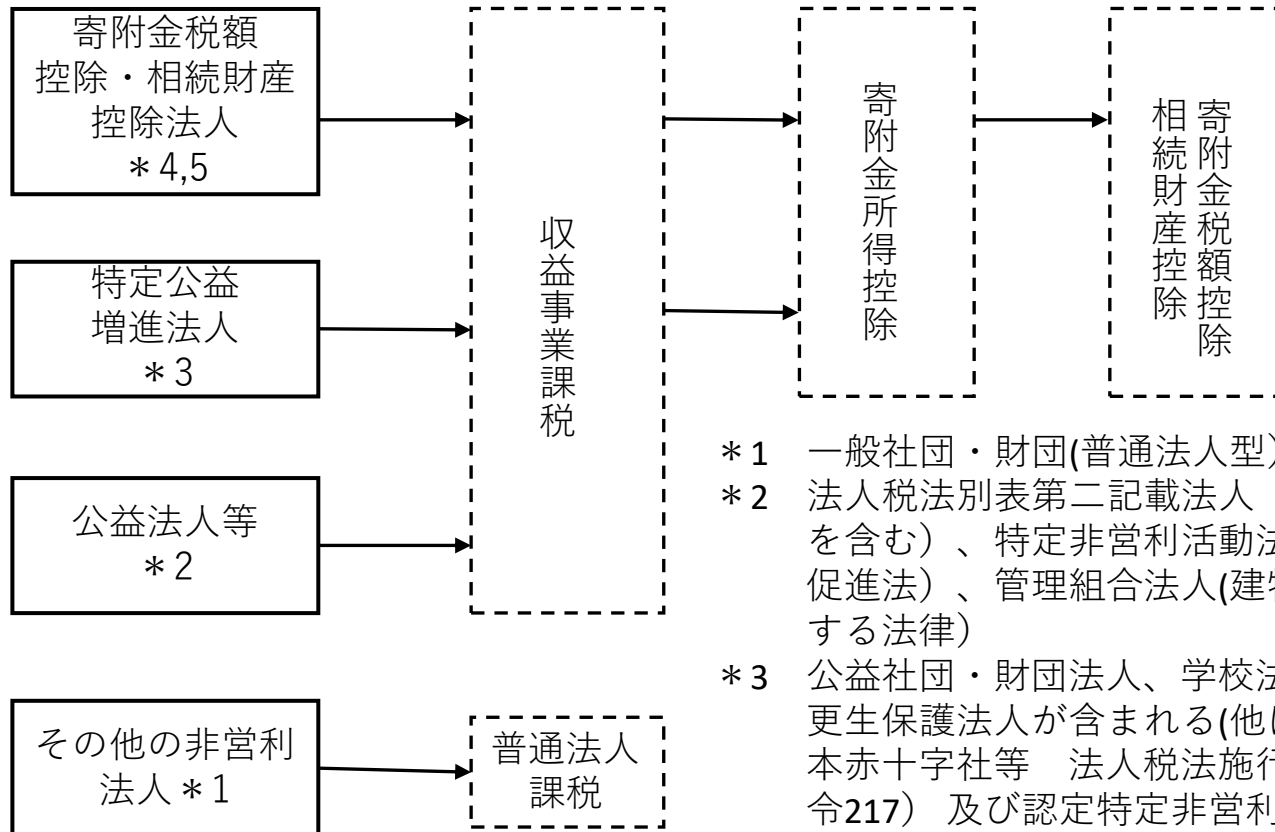 寄附金税額
控除・相続財産
控除法人
＊4,5
特定公益
増進法人
＊3
公益法人等
＊2
その他の非営利
法人＊1
収益事業課税
普通法人
課税
寄附金所得控除
寄附金税額控除
相続財産控除
＊1 一般社団・財団(普通法人型）
＊2 法人税法別表第二記載法人（
を含む）、特定非営利活動法
促進法）、管理組合法人(建物
する法律）
＊3 公益社団・財団法人、学校法
更生保護法人が含まれる(他に
本赤十字社等 法人税法施行
令217） 及び認定特定非営利